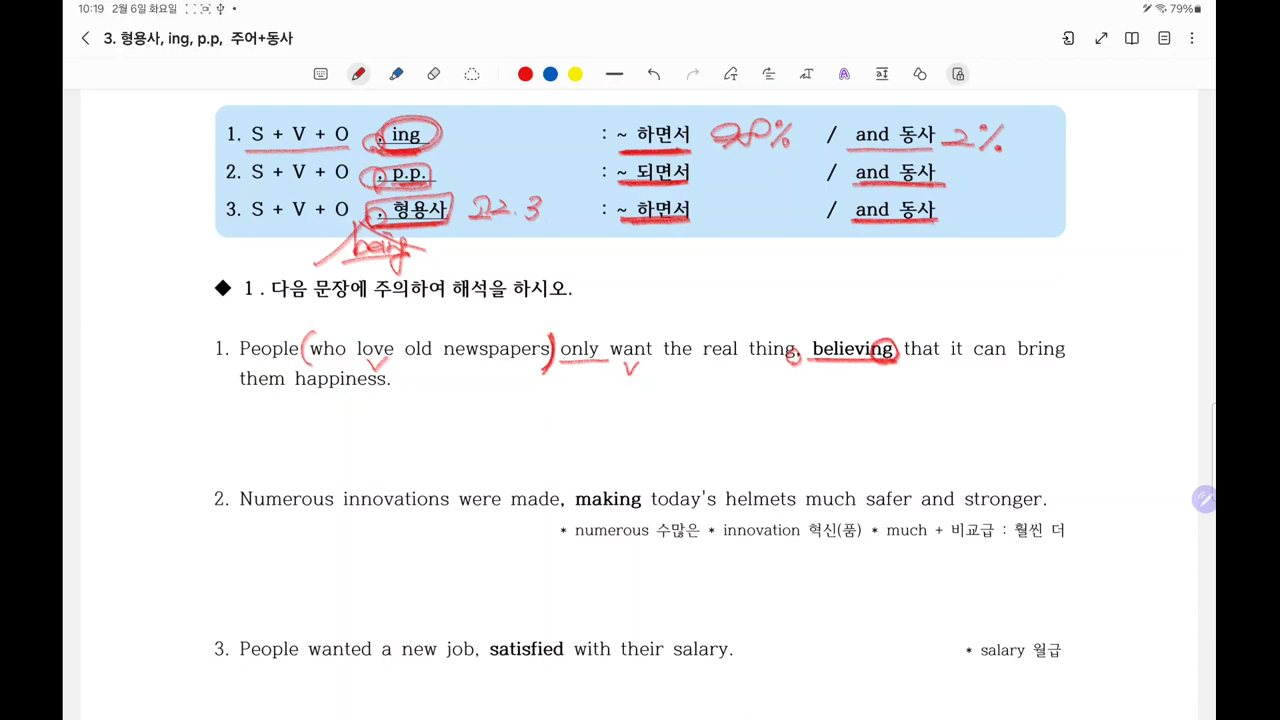 10:19 2월 6일 화요일 79%
3. 형용사, ing, p.p, 주어+동사
1. S + V + O , ing : ~ 하면서 98% / and 동사 2%
2. S + V + O , p.p. : ~ 되면서 / and 동사
3. S + V + O , 형용사 고2.3 : ~ 하면서 / and 동사
being
◆ 1 . 다음 문장에 주의하여 해석을 하시오.
1. People (who love old newspapers) only want the real thing, believing that it can bring
them happiness.
2. Numerous innovations were made, making today's helmets much safer and stronger.
* numerous 수많은 * innovation 혁신(품) * much + 비교급 : 훨씬 더
3. People wanted a new job, satisfied with their salary. * salary 월급